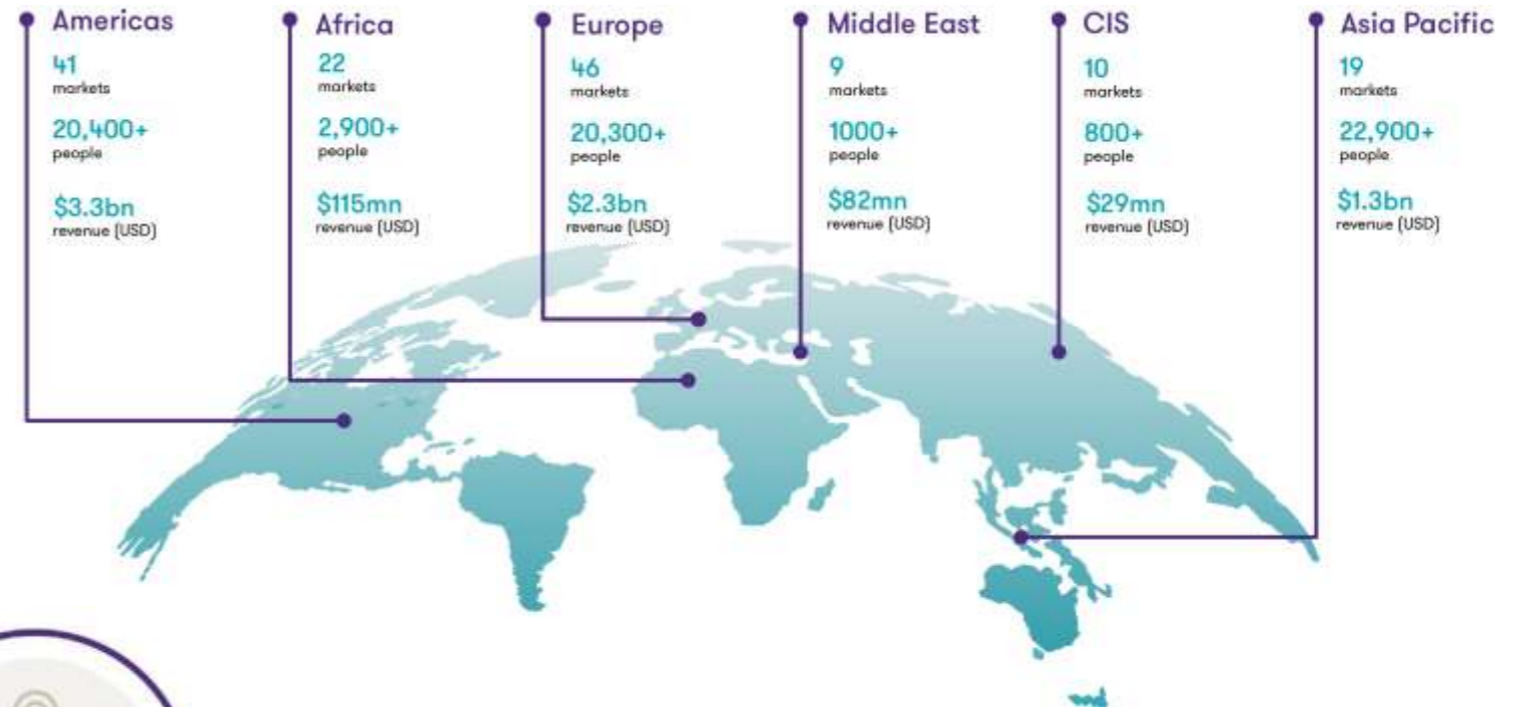 Americas
41
markets
20,400+
people
$3.3bn
revenue (USD)
Africa
22
markets
2,900+
people
$115mn
revenue (USD)
Europe
46
markets
20,300+
people
$2.3bn
revenue (USD)
Middle East
9
markets
1000+
people
$82mn
revenue (USD)
CIS
10
markets
800+
people
$29mn
revenue (USD)
Asia Pacific
19
markets
22,900+
people
$1.3bn
revenue (USD)